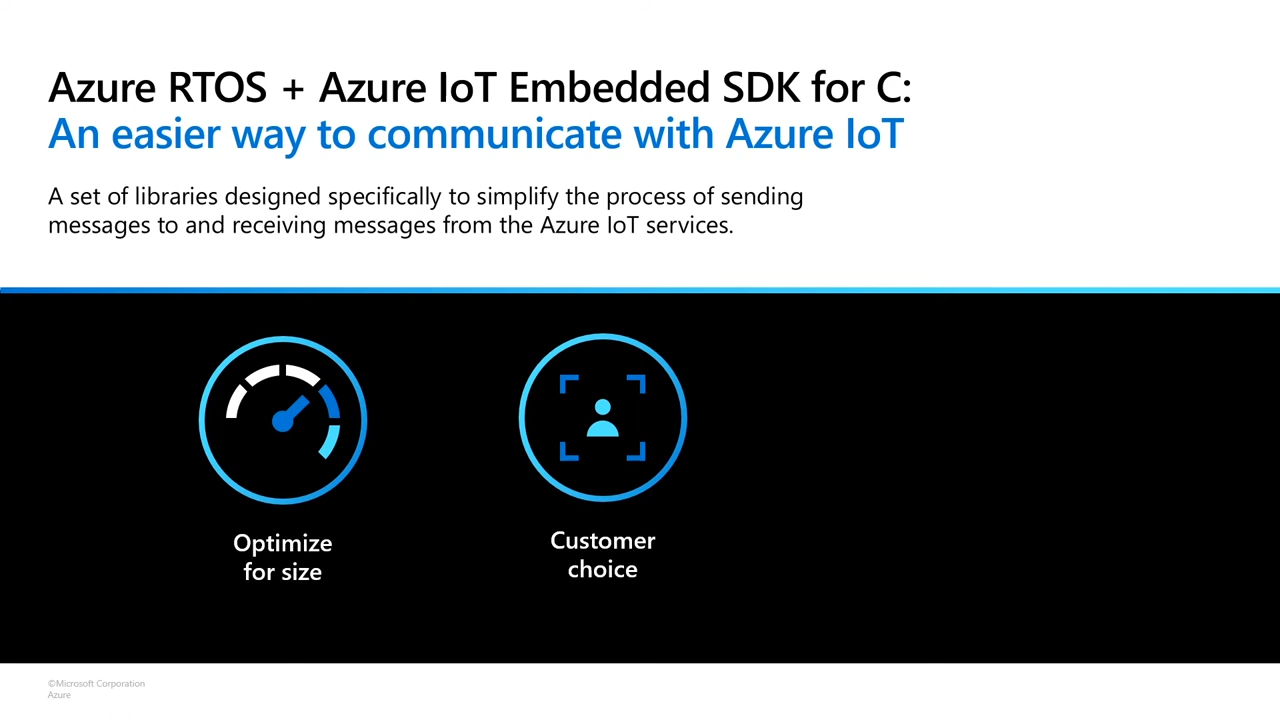 Azure RTOS + Azure IoT Embedded SDK for C:
An easier way to communicate with Azure IoT
A set of libraries designed specifically to simplify the process of sending
messages to and receiving messages from the Azure IoT services.
Optimize
for size
Customer
choice
©Microsoft Corporation
Azure